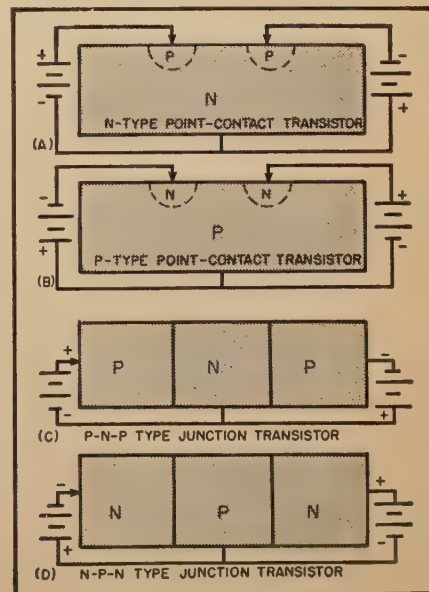 + P P -
N
- N-TYPE POINT-CONTACT TRANSISTOR +
(A)
- N N +
P
+ P-TYPE POINT-CONTACT TRANSISTOR -
(B)
+ P N P -
- +
(C) P-N-P TYPE JUNCTION TRANSISTOR
- N P N +
+ -
(D) N-P-N TYPE JUNCTION TRANSISTOR